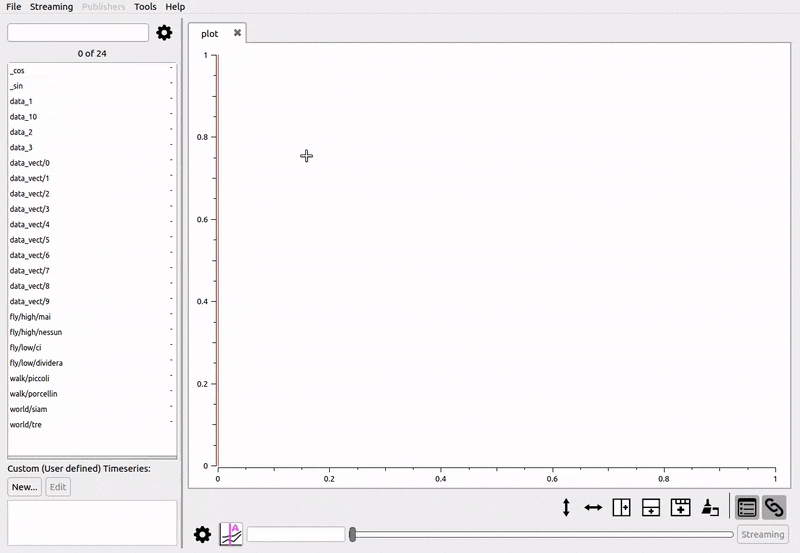 File Streaming Publishers Tools Help
0 of 24
_cos -
_sin -
data_1 -
data_10 -
data_2 -
data_3 -
data_vect/0 -
data_vect/1 -
data_vect/2 -
data_vect/3 -
data_vect/4 -
data_vect/5 -
data_vect/6 -
data_vect/7 -
data_vect/8 -
data_vect/9 -
fly/high/mai -
fly/high/nessun -
fly/low/ci -
fly/low/dividera -
walk/piccoli -
walk/porcellin -
world/siam -
world/tre -
Custom (User defined) Timeseries:
New... Edit
plot
1
0.8
0.6
0.4
0.2
0
0 0.2 0.4 0.6 0.8 1
A
Streaming